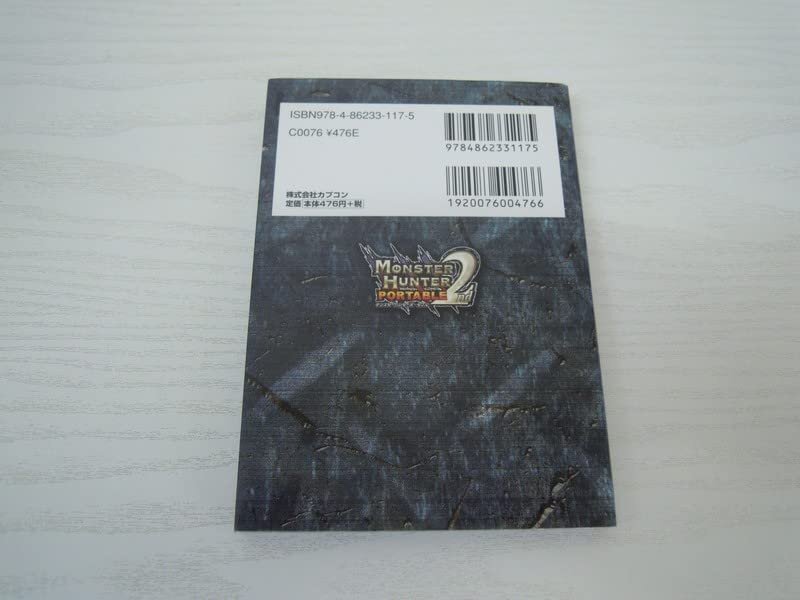 ISBN978-4-86233-117-5
C0076 ¥476E
9784862331175
1920076004766
株式会社カプコン
定価[本体476円+税]
MONSTER
HUNTER
PORTABLE 2nd